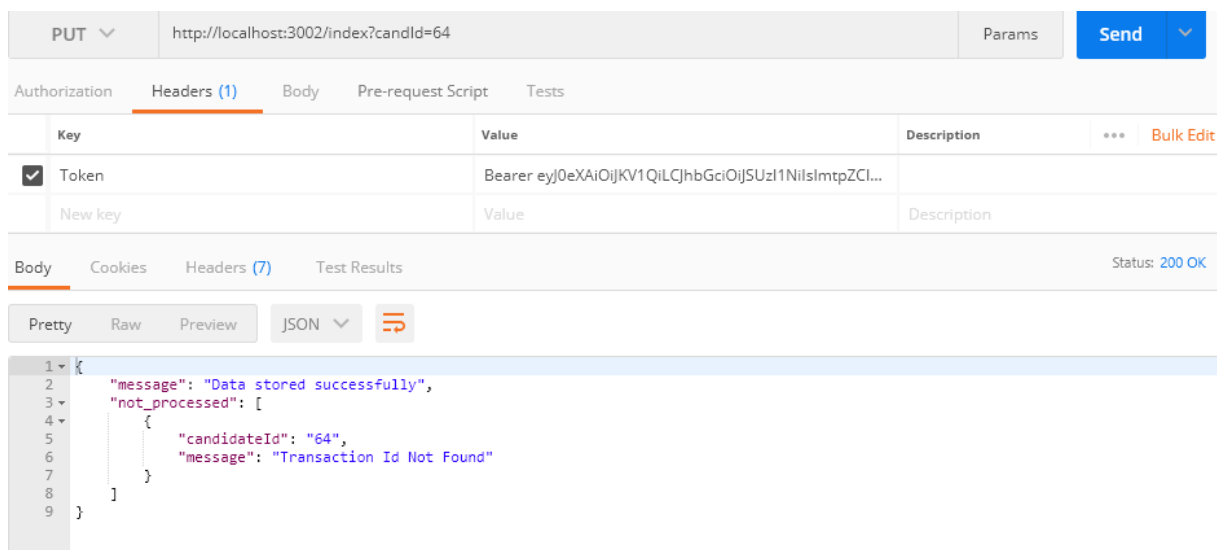 PUT http://localhost:3002/index?candId=64 Params Send
Authorization Headers (1) Body Pre-request Script Tests
Key Value Description ••• Bulk Edit
Token Bearer eyJ0eXAiOiJKV1QiLCJhbGciOiJSUzI1NiIsImtpZCI...
New key Value Description
Body Cookies Headers (7) Test Results Status: 200 OK
Pretty Raw Preview JSON
1 {
2 "message": "Data stored successfully",
3 "not_processed": [
4 {
5 "candidateId": "64",
6 "message": "Transaction Id Not Found"
7 }
8 ]
9 }